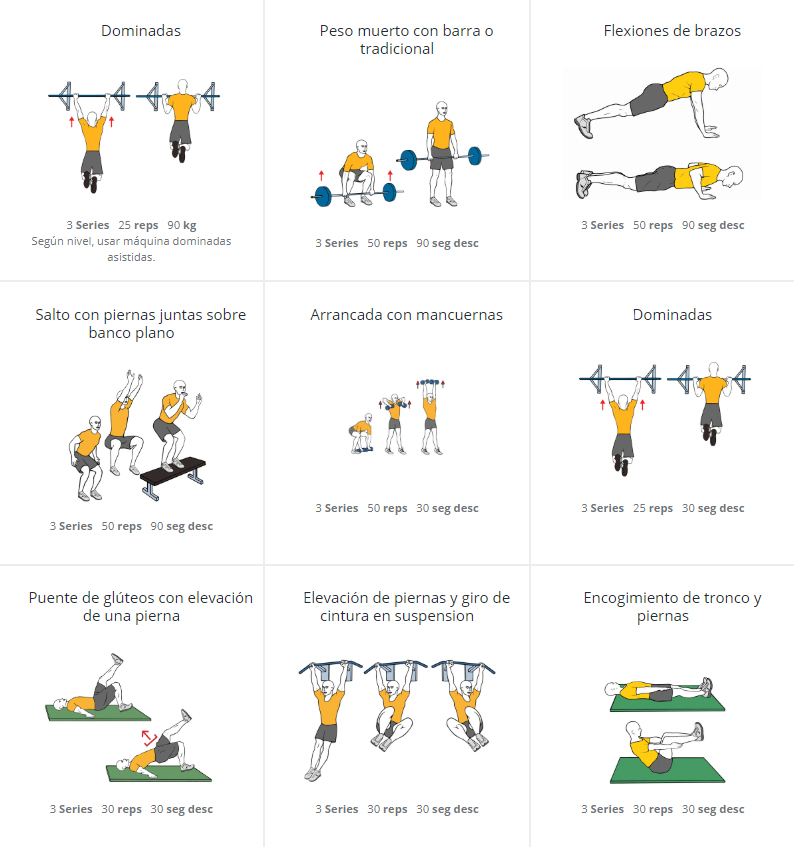 Dominadas
3 Series 25 reps 90 kg
Según nivel, usar máquina dominadas
asistidas.
Peso muerto con barra o
tradicional
3 Series 50 reps 90 seg desc
Flexiones de brazos
3 Series 50 reps 90 seg desc
Salto con piernas juntas sobre
banco plano
3 Series 50 reps 90 seg desc
Arrancada con mancuernas
3 Series 50 reps 30 seg desc
Dominadas
3 Series 25 reps 30 seg desc
Puente de glúteos con elevación
de una pierna
3 Series 30 reps 30 seg desc
Elevación de piernas y giro de
cintura en suspension
3 Series 30 reps 30 seg desc
Encogimiento de tronco y
piernas
3 Series 30 reps 30 seg desc